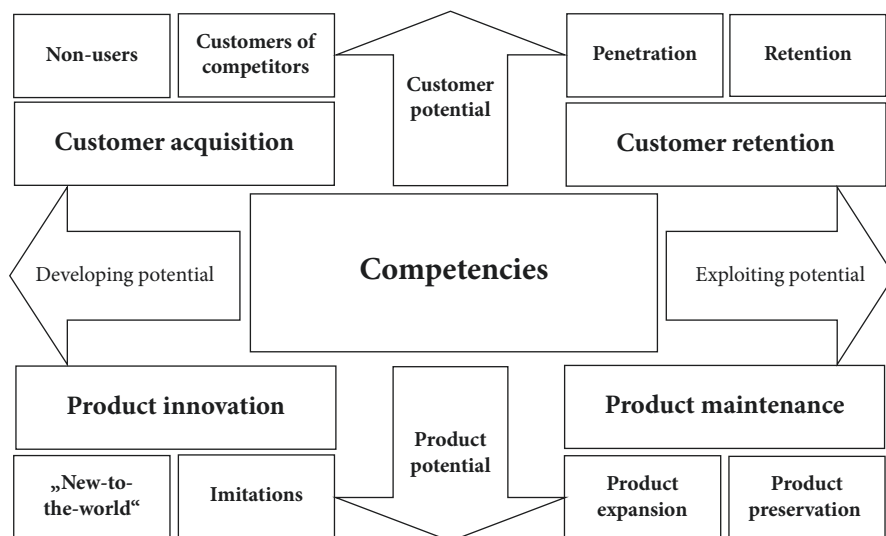 Non-users
Customers of
competitors
Customer
potential
Penetration
Retention
Customer acquisition
Customer retention
Developing potential
Competencies
Exploiting potential
Product innovation
Product maintenance
„New-to-
the-world“
Imitations
Product
potential
Product
expansion
Product
preservation